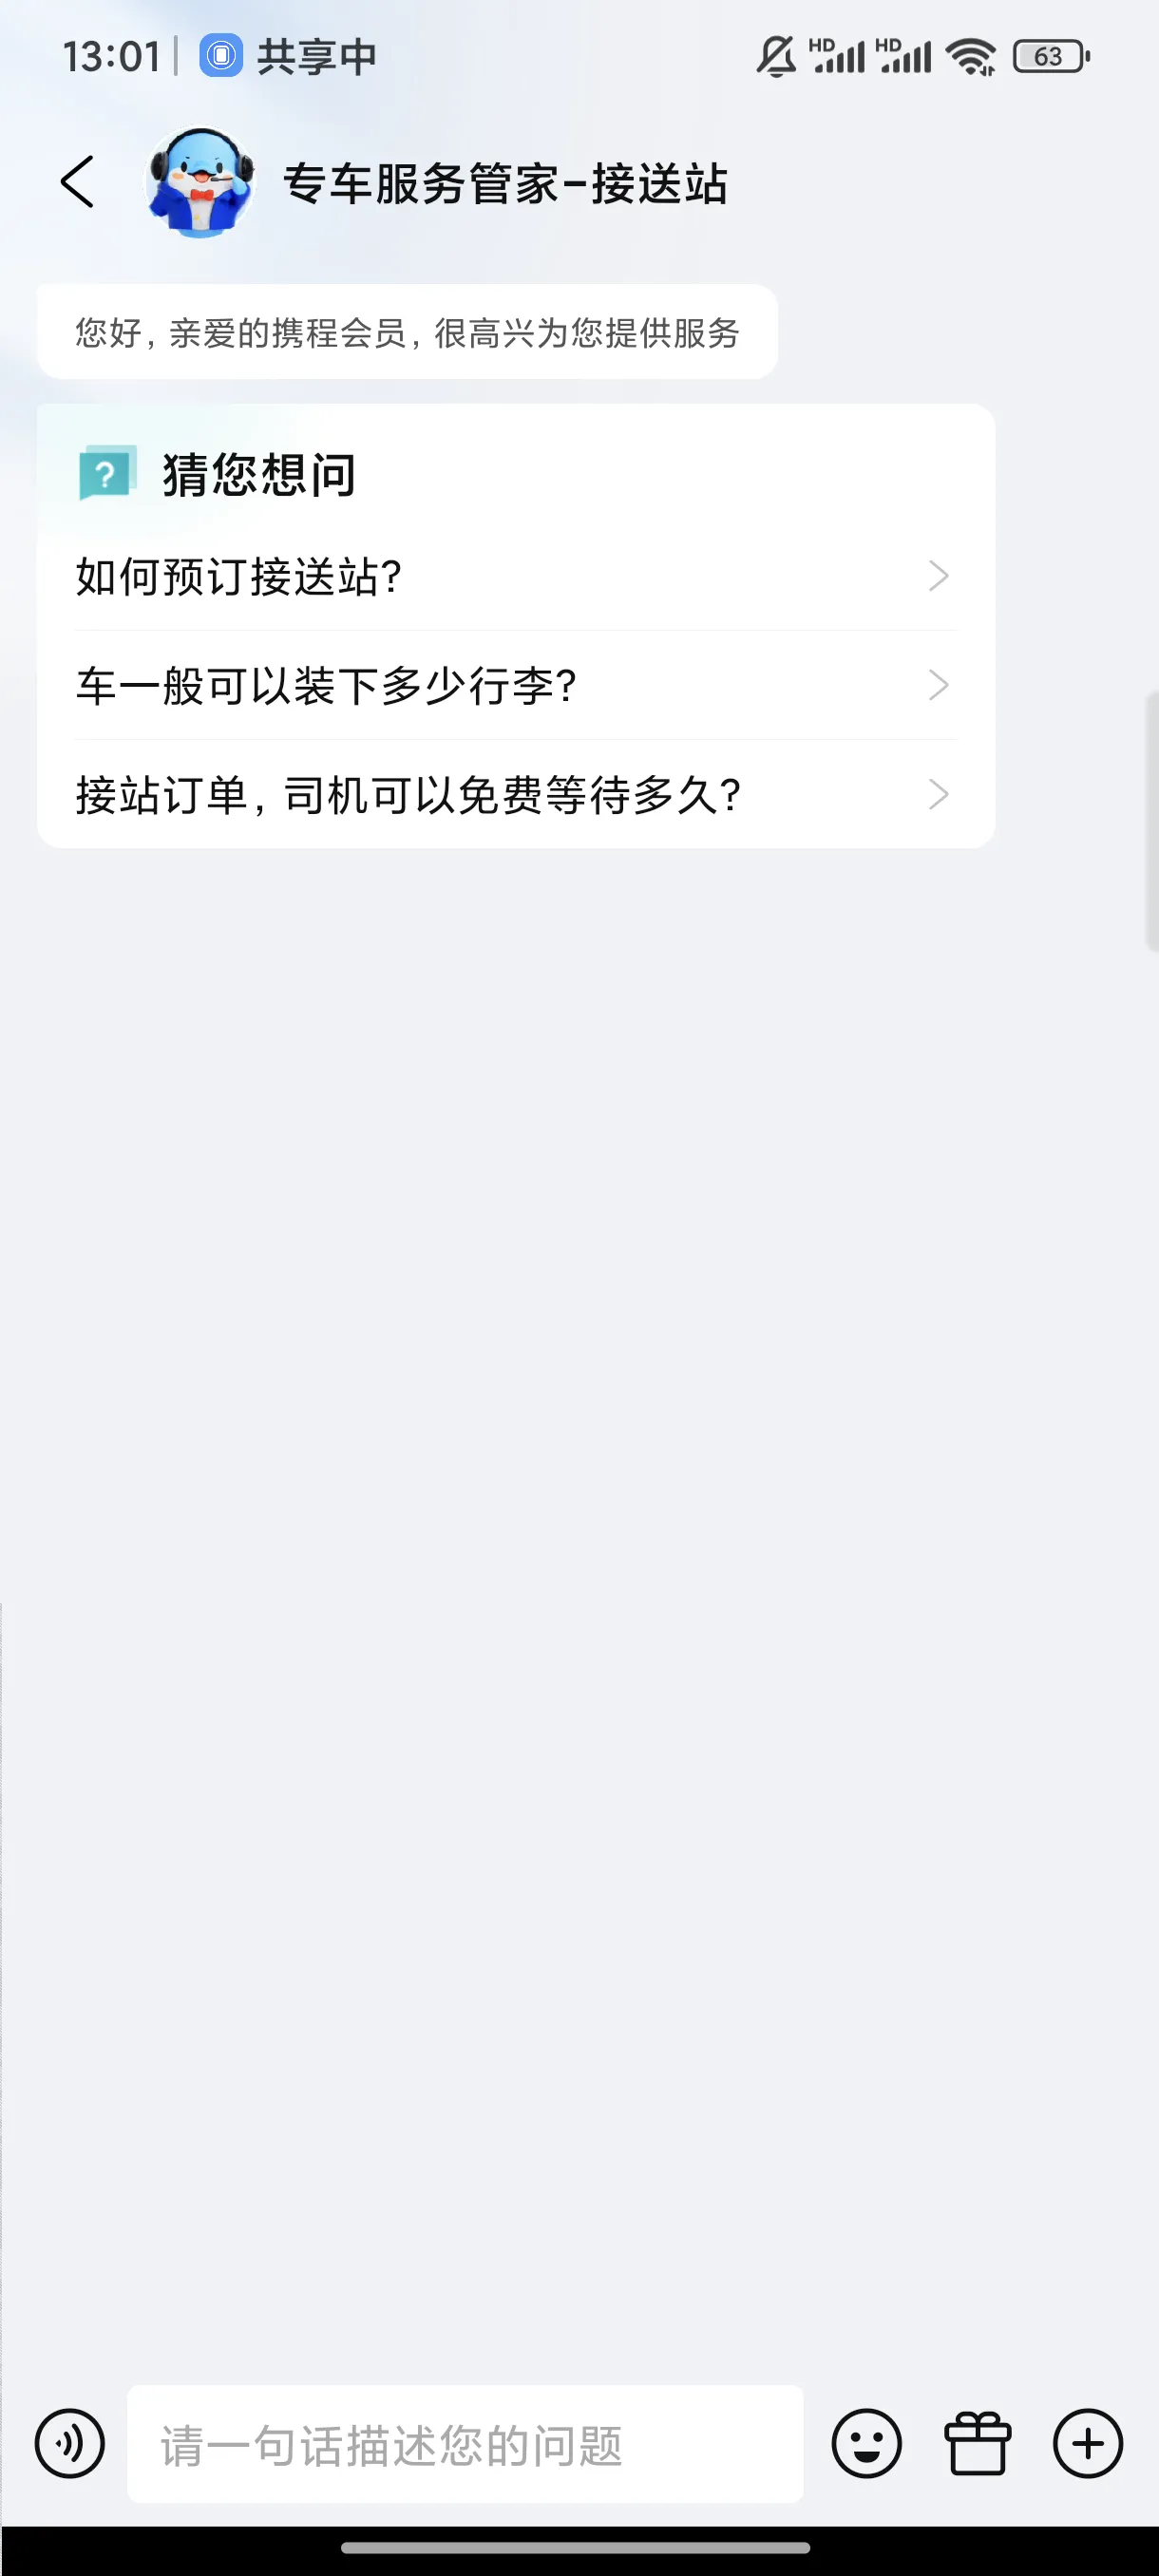 13:01 共享中 HD HD 63
专车服务管家-接送站
您好, 亲爱的携程会员, 很高兴为您提供服务
? 猜您想问
如何预订接送站?
车一般可以装下多少行李?
接站订单, 司机可以免费等待多久?
请一句话描述您的问题